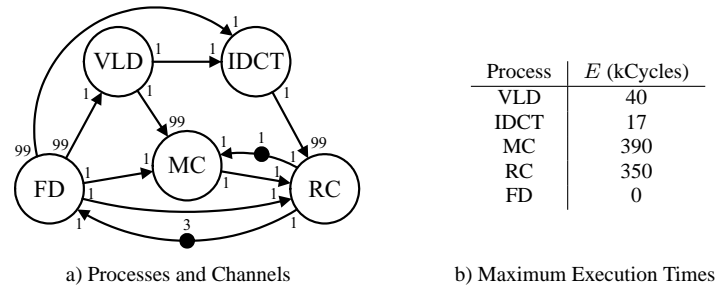 1 1
VLD 1 1 IDCT
1 1 1
99 99 99 99
1 1 1
MC
FD 1 1 1 1 RC
1 1
1 3 1
a) Processes and Channels
Process E (kCycles)
VLD 40
IDCT 17
MC 390
RC 350
FD 0
b) Maximum Execution Times